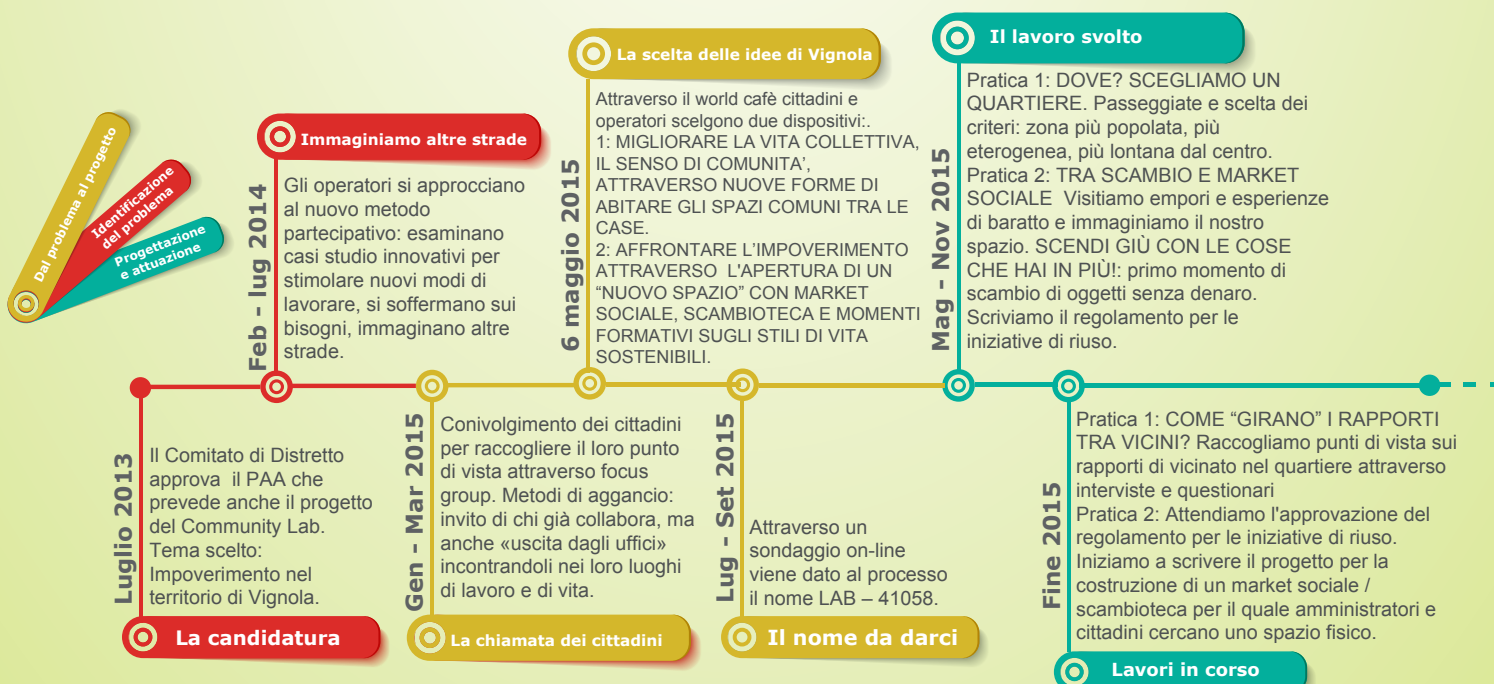 Dal problema al progetto
Identificazione
del problema
Progettazione
e attuazione
Luglio 2013
Il Comitato di Distretto
approva  il PAA che
prevede anche il progetto
del Community Lab.
Tema scelto:
Impoverimento nel
territorio di Vignola.
La candidatura
Immaginiamo altre strade
Feb - lug 2014
Gli operatori si approcciano
al nuovo metodo
partecipativo: esaminano
casi studio innovativi per
stimolare nuovi modi di
lavorare, si soffermano sui
bisogni, immaginano altre
strade.
Gen - Mar 2015
Conivolgimento dei cittadini
per raccogliere il loro punto
di vista attraverso focus
group. Metodi di aggancio:
invito di chi già collabora, ma
anche «uscita dagli uffici»
incontrandoli nei loro luoghi
di lavoro e di vita.
La chiamata dei cittadini
La scelta delle idee di Vignola
6 maggio 2015
Attraverso il world cafè cittadini e
operatori scelgono due dispositivi:.
1: MIGLIORARE LA VITA COLLETTIVA,
IL SENSO DI COMUNITA’,
ATTRAVERSO NUOVE FORME DI
ABITARE GLI SPAZI COMUNI TRA LE
CASE.
2: AFFRONTARE L’IMPOVERIMENTO
ATTRAVERSO  L'APERTURA DI UN
“NUOVO SPAZIO” CON MARKET
SOCIALE, SCAMBIOTECA E MOMENTI
FORMATIVI SUGLI STILI DI VITA
SOSTENIBILI.
Lug - Set 2015
Attraverso un
sondaggio on-line
viene dato al processo
il nome LAB – 41058.
Il nome da darci
Il lavoro svolto
Mag - Nov 2015
Pratica 1: DOVE? SCEGLIAMO UN
QUARTIERE. Passeggiate e scelta dei
criteri: zona più popolata, più
eterogenea, più lontana dal centro.
Pratica 2: TRA SCAMBIO E MARKET
SOCIALE  Visitiamo empori e esperienze
di baratto e immaginiamo il nostro
spazio. SCENDI GIÙ CON LE COSE
CHE HAI IN PIÙ!: primo momento di
scambio di oggetti senza denaro.
Scriviamo il regolamento per le
iniziative di riuso.
Fine 2015
Pratica 1: COME “GIRANO” I RAPPORTI
TRA VICINI? Raccogliamo punti di vista sui
rapporti di vicinato nel quartiere attraverso
interviste e questionari
Pratica 2: Attendiamo l'approvazione del
regolamento per le iniziative di riuso.
Iniziamo a scrivere il progetto per la
costruzione di un market sociale /
scambioteca per il quale amministratori e
cittadini cercano uno spazio fisico.
Lavori in corso